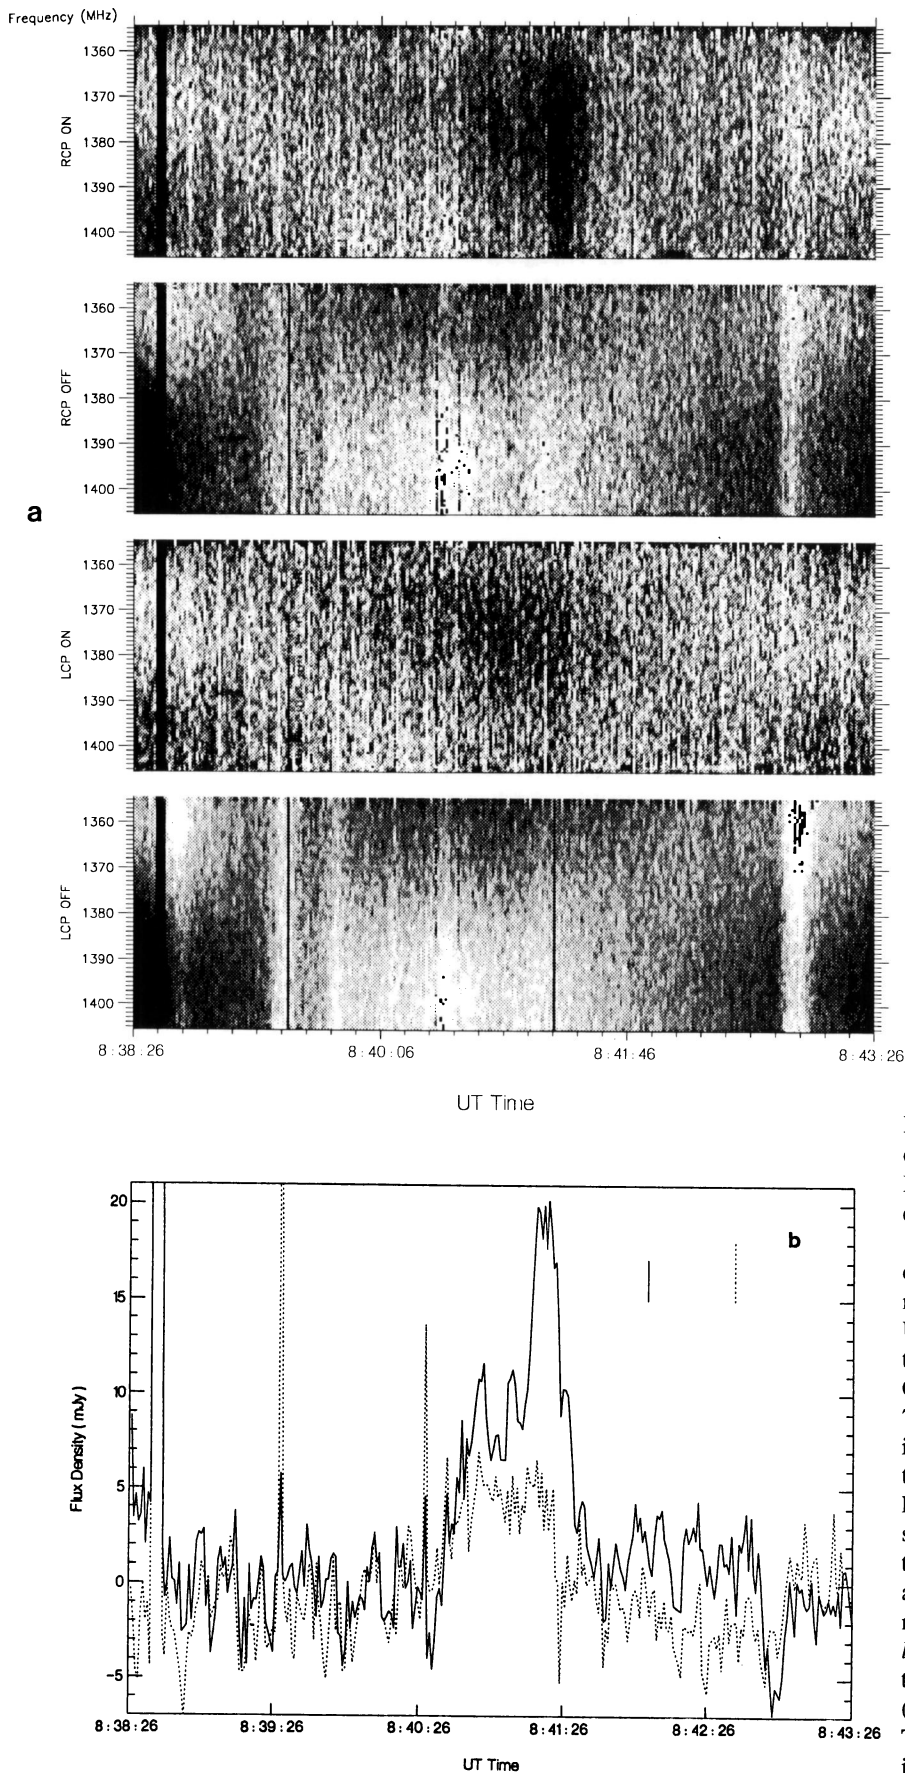 Frequency (MHz)
1360
1370
1380
1390
1400
RCP ON
1360
1370
1380
1390
1400
RCP OFF
a
1360
1370
1380
1390
1400
LCP ON
1360
1370
1380
1390
1400
LCP OFF
8:38:26 8:40:06 8:41:46 8:43:26
UT Time
b
20
15
10
5
0
-5
Flux Density ( mJy )
8:38:26 8:39:26 8:40:26 8:41:26 8:42:26 8:43:26
UT Time